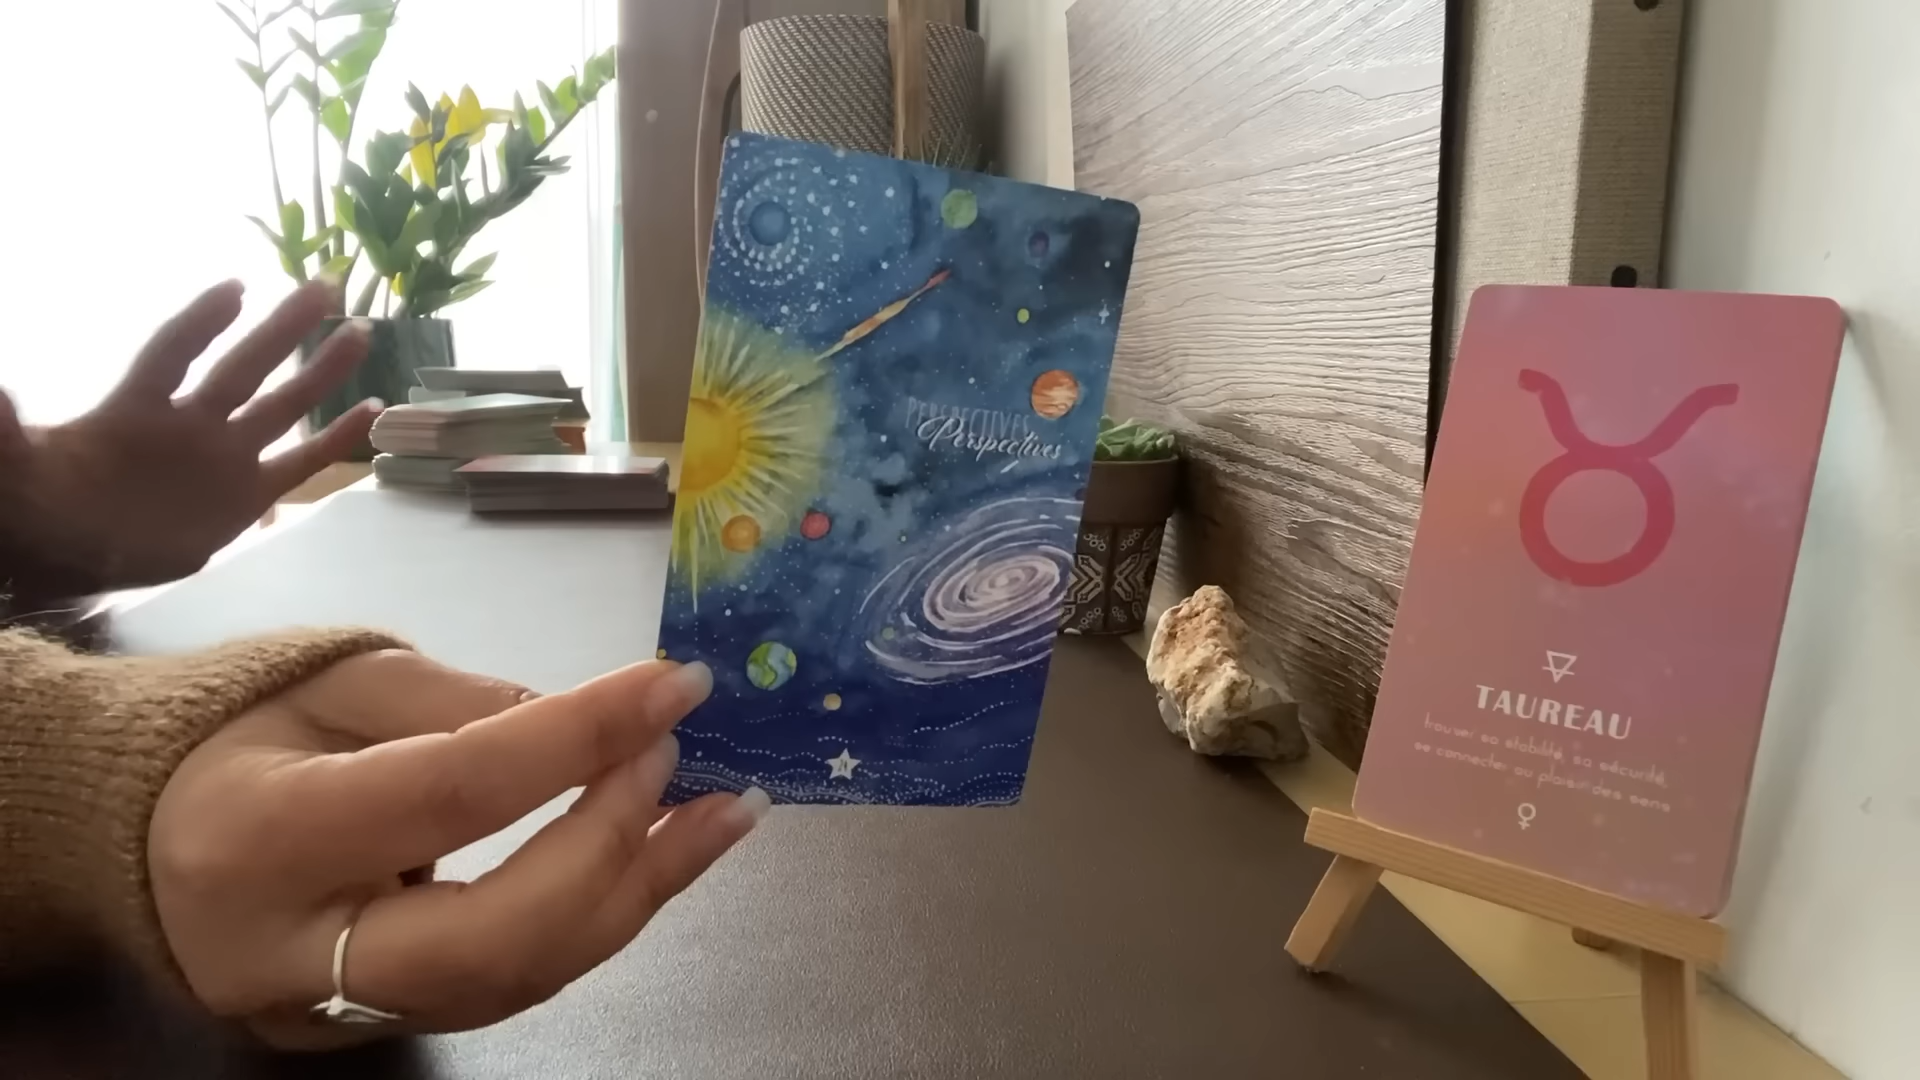 PERSPECTIVES
Perspectives
TAUREAU
trouver sa stabilité, sa sécurité,
se connecter au plaisir des sens